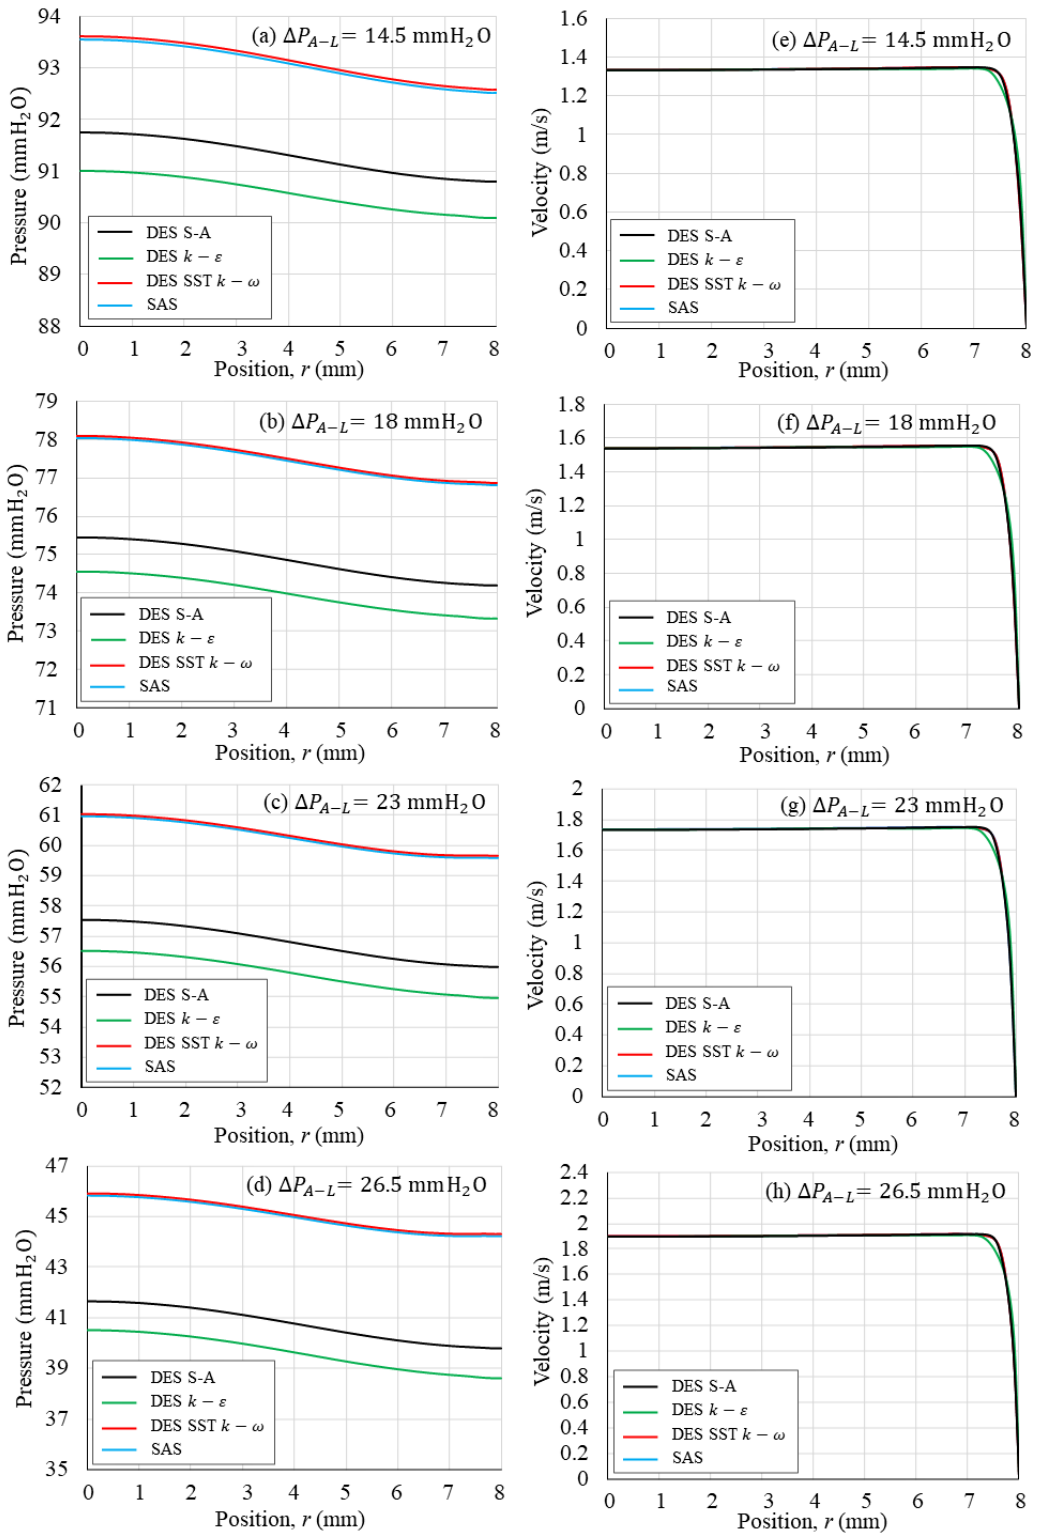 (a) ΔP_{A−L} = 14.5 mmH₂O
Pressure (mmH₂O)
94
93
92
91
90
89
88
DES S-A
DES k − ε
DES SST k − ω
SAS
0 1 2 3 4 5 6 7 8
Position, r (mm)
(e) ΔP_{A−L} = 14.5 mmH₂O
Velocity (m/s)
1.6
1.4
1.2
1
0.8
0.6
0.4
0.2
0
DES S-A
DES k − ε
DES SST k − ω
SAS
0 1 2 3 4 5 6 7 8
Position, r (mm)
(b) ΔP_{A−L} = 18 mmH₂O
Pressure (mmH₂O)
79
78
77
76
75
74
73
72
71
DES S-A
DES k − ε
DES SST k − ω
SAS
0 1 2 3 4 5 6 7 8
Position, r (mm)
(f) ΔP_{A−L} = 18 mmH₂O
Velocity (m/s)
1.8
1.6
1.4
1.2
1
0.8
0.6
0.4
0.2
0
DES S-A
DES k − ε
DES SST k − ω
SAS
0 1 2 3 4 5 6 7 8
Position, r (mm)
(c) ΔP_{A−L} = 23 mmH₂O
Pressure (mmH₂O)
62
61
60
59
58
57
56
55
54
53
52
DES S-A
DES k − ε
DES SST k − ω
SAS
0 1 2 3 4 5 6 7 8
Position, r (mm)
(g) ΔP_{A−L} = 23 mmH₂O
Velocity (m/s)
2
1.8
1.6
1.4
1.2
1
0.8
0.6
0.4
0.2
0
DES S-A
DES k − ε
DES SST k − ω
SAS
0 1 2 3 4 5 6 7 8
Position, r (mm)
(d) ΔP_{A−L} = 26.5 mmH₂O
Pressure (mmH₂O)
47
45
43
41
39
37
35
DES S-A
DES k − ε
DES SST k − ω
SAS
0 1 2 3 4 5 6 7 8
Position, r (mm)
(h) ΔP_{A−L} = 26.5 mmH₂O
Velocity (m/s)
2.4
2.2
2
1.8
1.6
1.4
1.2
1
0.8
0.6
0.4
0.2
0
DES S-A
DES k − ε
DES SST k − ω
SAS
0 1 2 3 4 5 6 7 8
Position, r (mm)